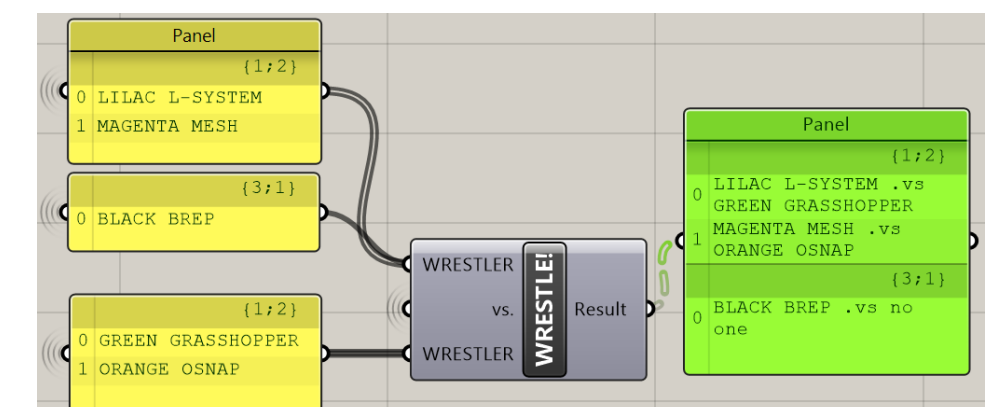 Panel
{1;2}
0 LILAC L-SYSTEM
1 MAGENTA MESH
{3;1}
0 BLACK BREP
{1;2}
0 GREEN GRASSHOPPER
1 ORANGE OSNAP
WRESTLER
vs.
WRESTLER
WRESTLE!
Result
Panel
{1;2}
0 LILAC L-SYSTEM .vs
GREEN GRASSHOPPER
1 MAGENTA MESH .vs
ORANGE OSNAP
{3;1}
0 BLACK BREP .vs no
one